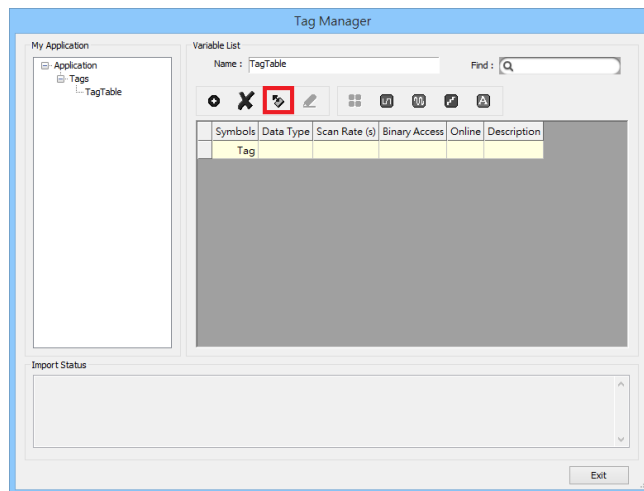 Tag Manager
My Application
Application
Tags
TagTable
Variable List
Name : TagTable
Find :
A
Symbols Data Type Scan Rate (s) Binary Access Online Description
Tag
Import Status
Exit